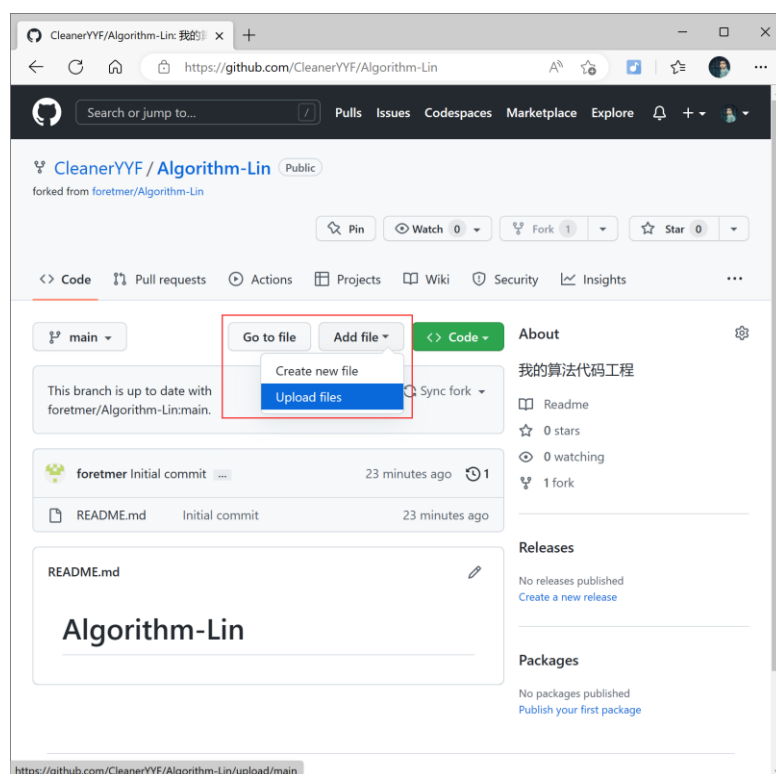 CleanerYYF/Algorithm-Lin: 我的
https://github.com/CleanerYYF/Algorithm-Lin
Search or jump to... / Pulls Issues Codespaces Marketplace Explore
CleanerYYF / Algorithm-Lin Public
forked from foretmer/Algorithm-Lin
Pin Watch 0 Fork 1 Star 0
Code Pull requests Actions Projects Wiki Security Insights
main Go to file Add file Code
Create new file
Upload files
This branch is up to date with
foretmer/Algorithm-Lin:main.
Sync fork
foretmer Initial commit ... 23 minutes ago 1
README.md Initial commit 23 minutes ago
README.md
Algorithm-Lin
About
我的算法代码工程
Readme
0 stars
0 watching
1 fork
Releases
No releases published
Create a new release
Packages
No packages published
Publish your first package
https://github.com/CleanerYYF/Algorithm-Lin/upload/main